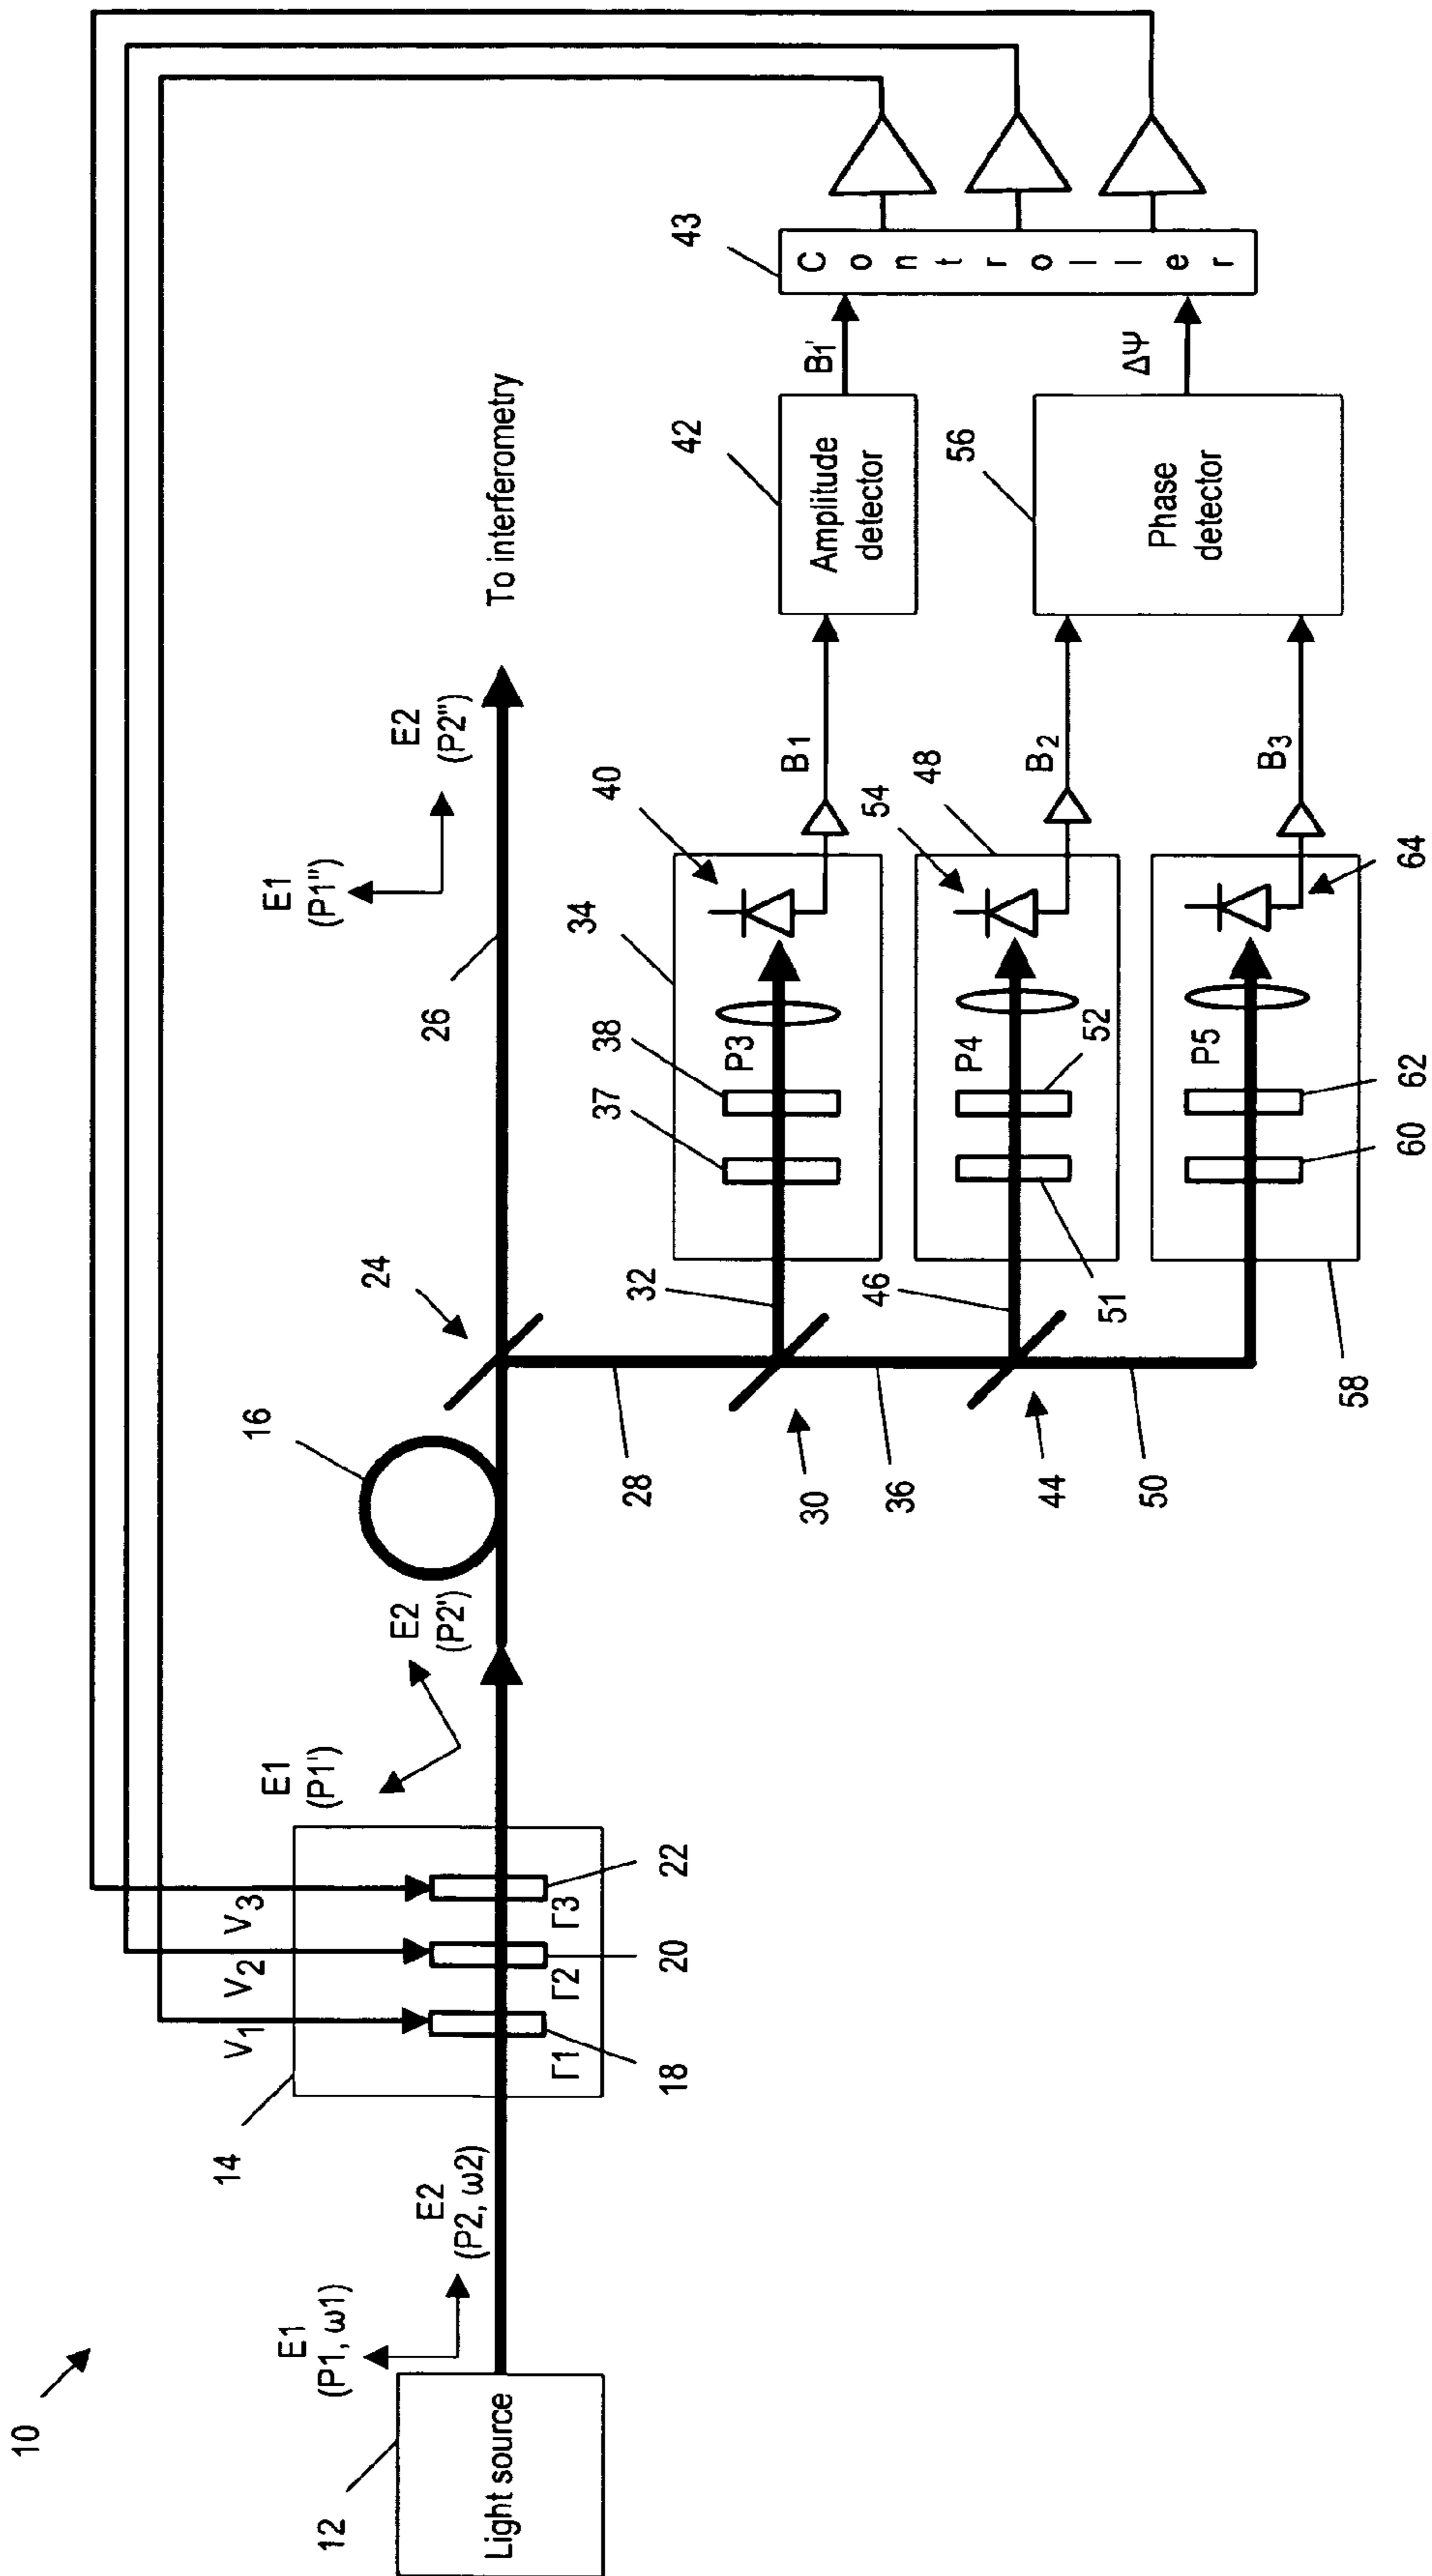 10
12
Light source
E1
(P1, ω1)
E2
(P2, ω2)
14
V1
V2
V3
Γ1
Γ2
Γ3
18
20
22
E1
(P1')
E2
(P2')
16
24
26
E1
(P1'')
E2
(P2'')
To interferometry
28
30
32
34
36
37
38
P3
40
B1
42
Amplitude
detector
B1'
43
Controller
44
46
48
50
51
52
P4
54
B2
56
Phase
detector
ΔΨ
58
60
62
P5
64
B3